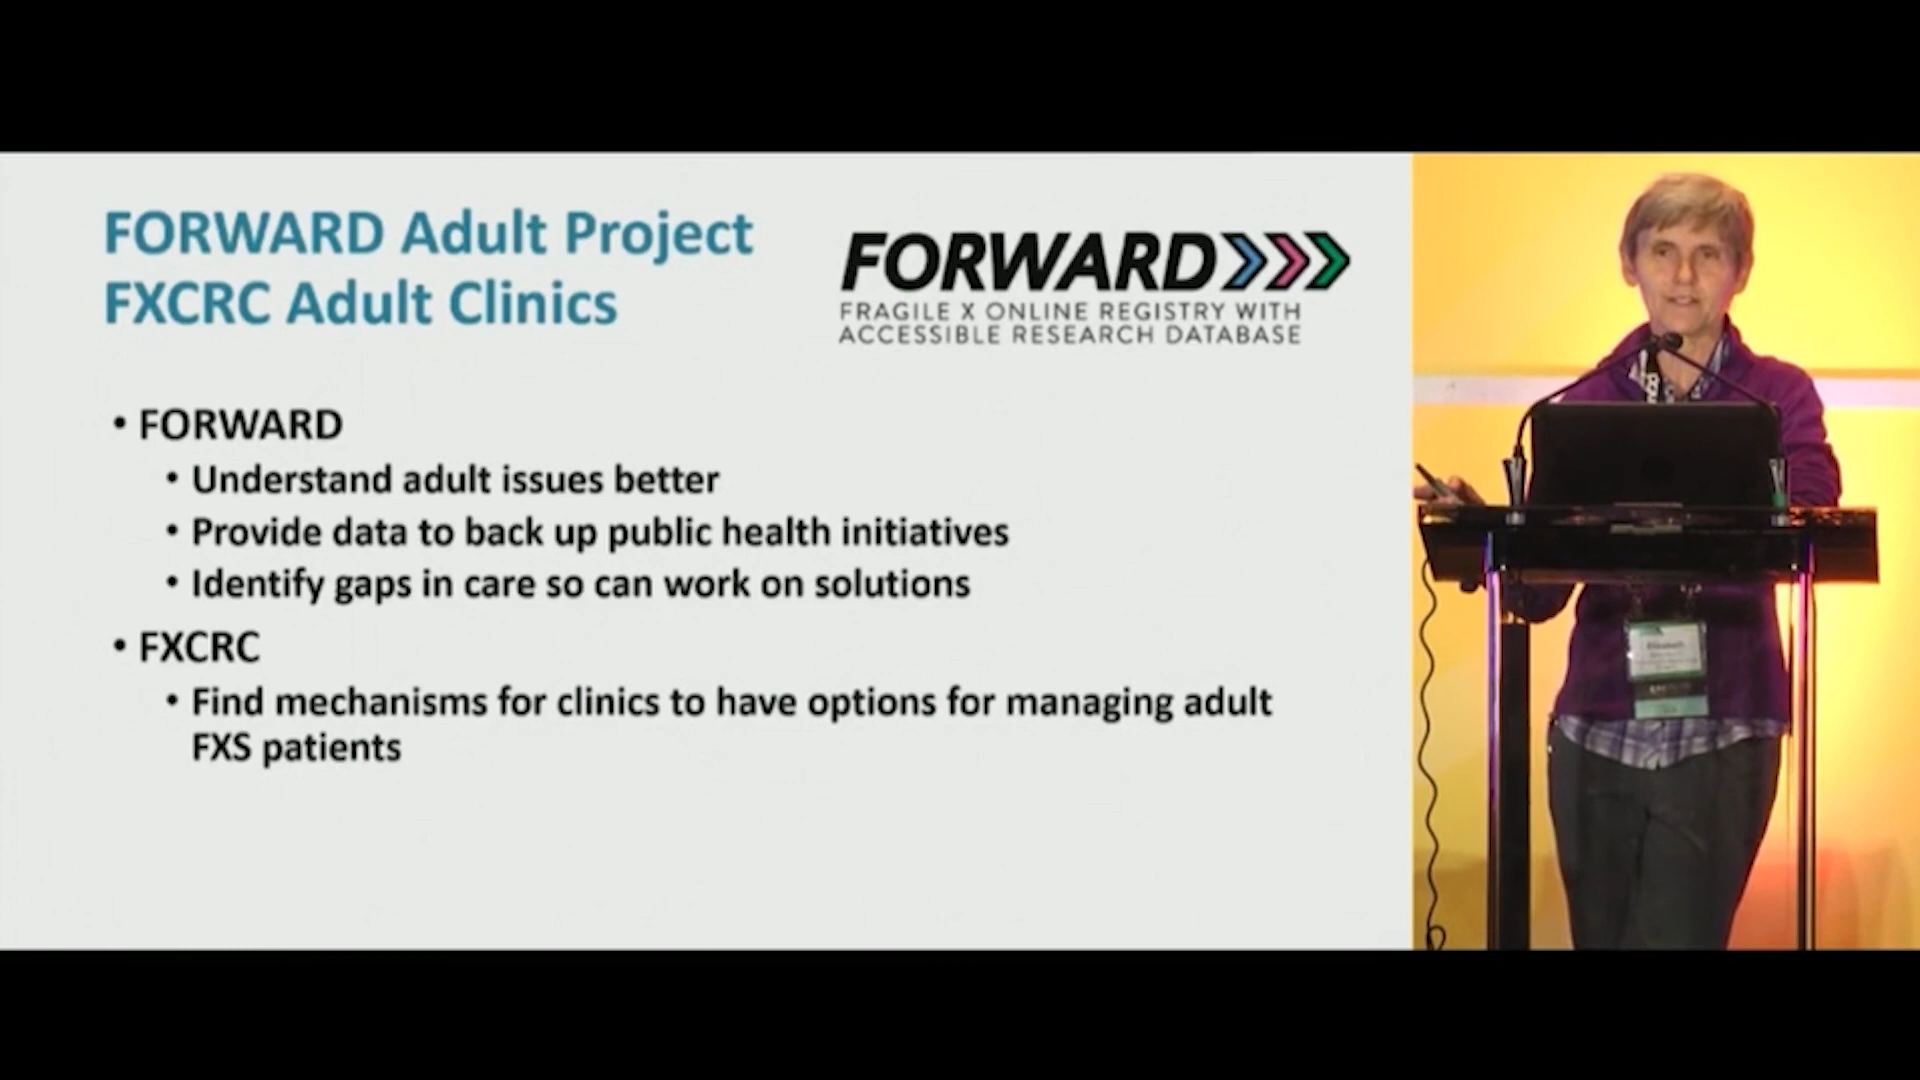 FORWARD Adult Project
FXCRC Adult Clinics
FORWARD
FRAGILE X ONLINE REGISTRY WITH
ACCESSIBLE RESEARCH DATABASE
• FORWARD
• Understand adult issues better
• Provide data to back up public health initiatives
• Identify gaps in care so can work on solutions
• FXCRC
• Find mechanisms for clinics to have options for managing adult
FXS patients
Elizabeth